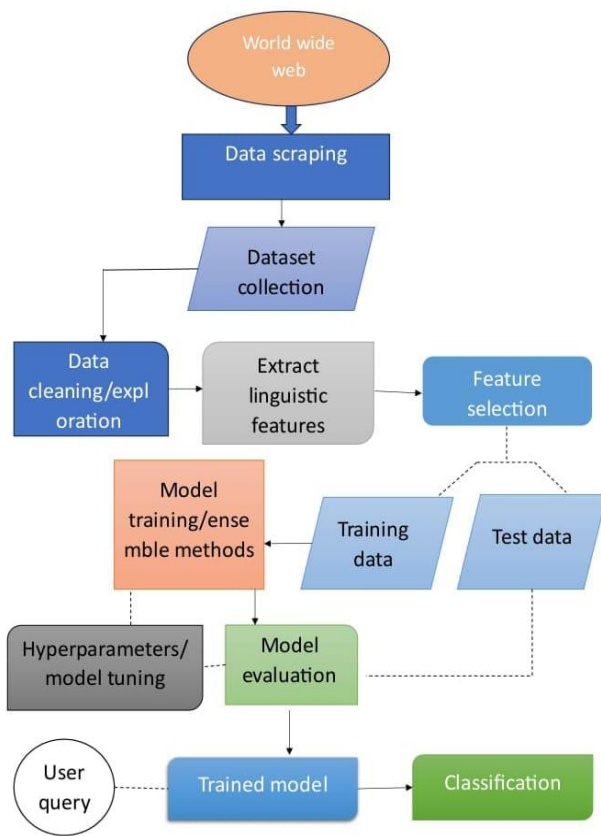 World wide
web
Data scraping
Dataset
collection
Data
cleaning/expl
oration
Extract
linguistic
features
Feature
selection
Model
training/ense
mble methods
Training
data
Test data
Hyperparameters/
model tuning
Model
evaluation
User
query
Trained model
Classification